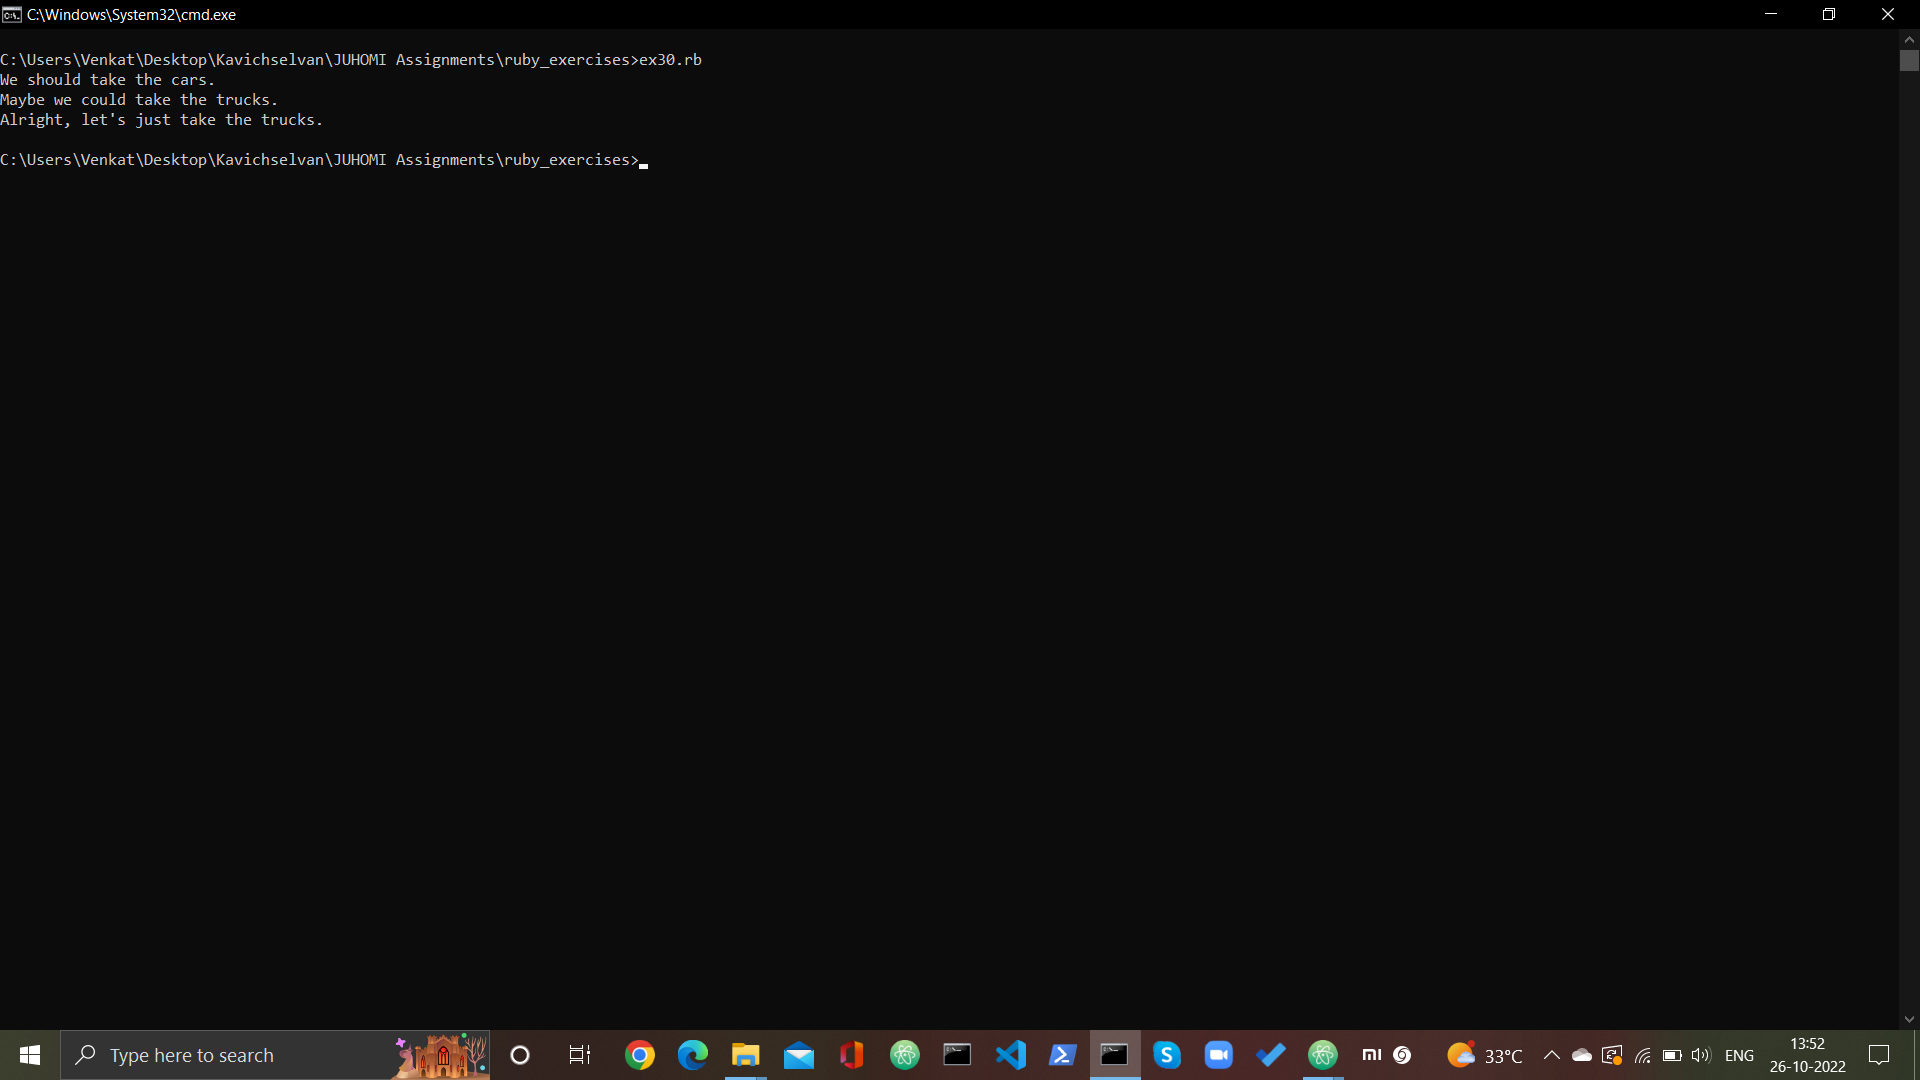 C:\Windows\System32\cmd.exe
C:\Users\Venkat\Desktop\Kavichselvan\JUHOMI Assignments\ruby_exercises>ex30.rb
We should take the cars.
Maybe we could take the trucks.
Alright, let's just take the trucks.
C:\Users\Venkat\Desktop\Kavichselvan\JUHOMI Assignments\ruby_exercises>
Type here to search
33°C
ENG
13:52
26-10-2022